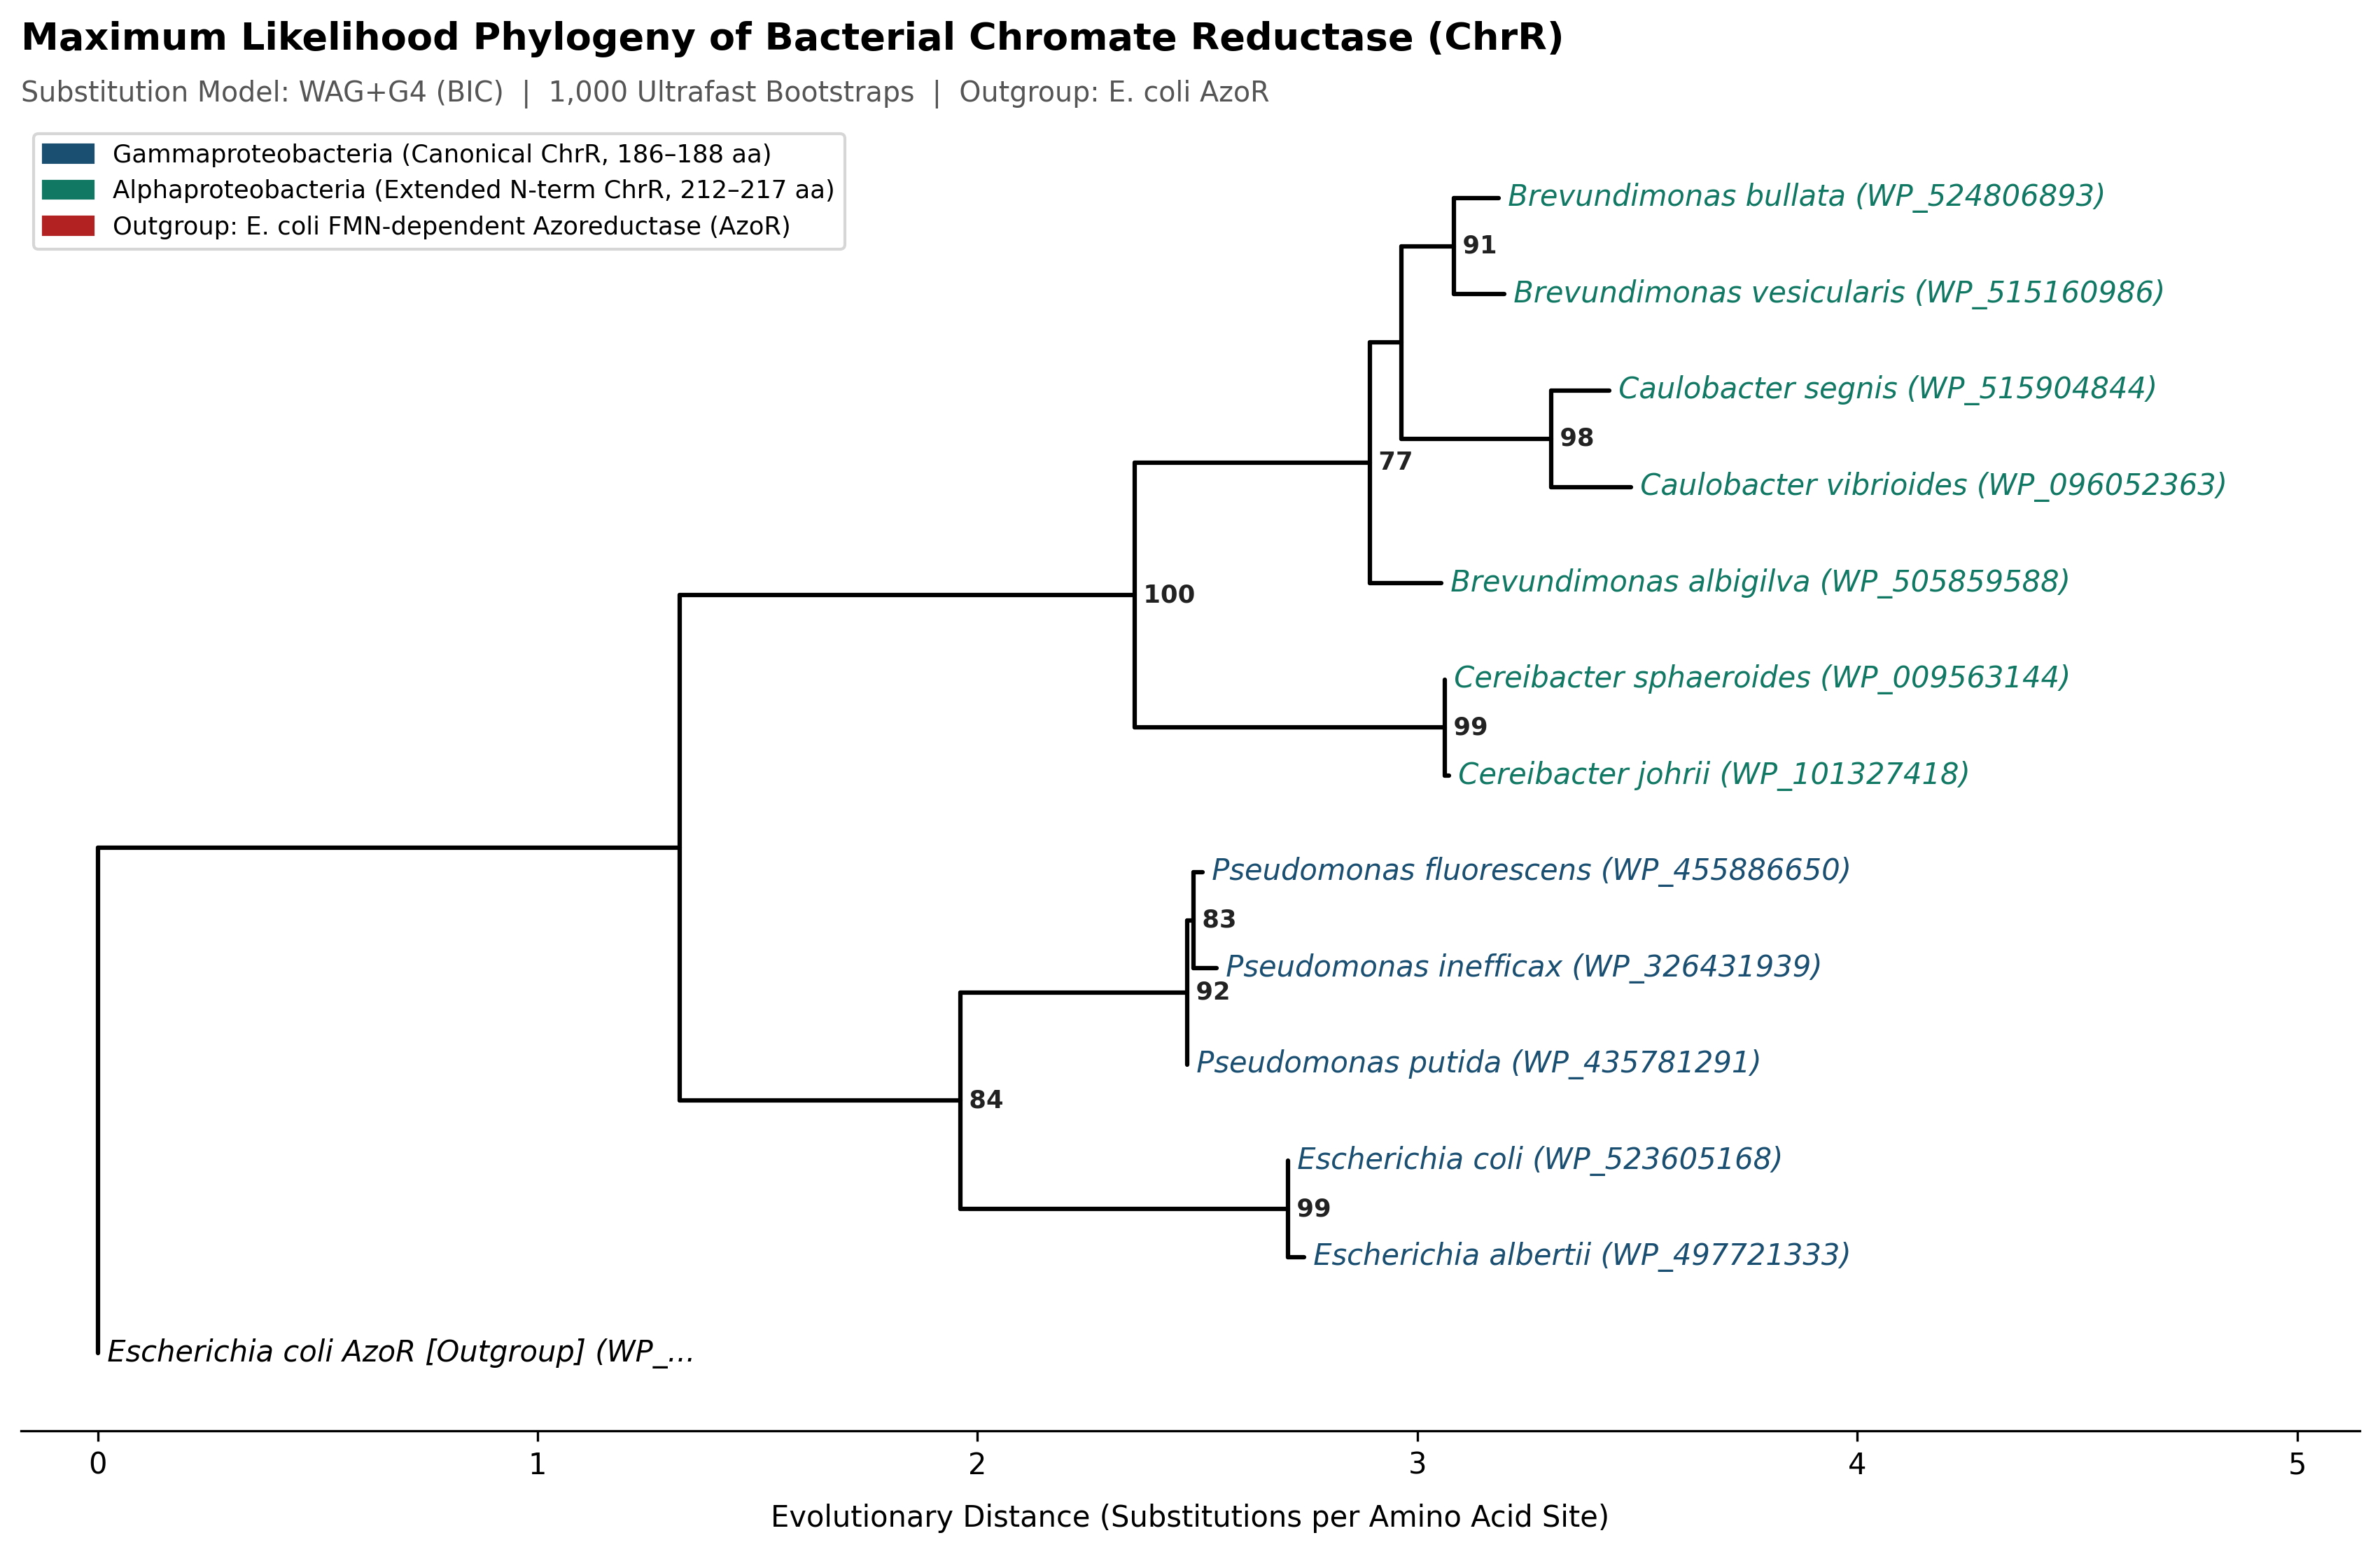 Maximum Likelihood Phylogeny of Bacterial Chromate Reductase (ChrR)
Substitution Model: WAG+G4 (BIC) | 1,000 Ultrafast Bootstraps | Outgroup: E. coli AzoR
Gammaproteobacteria (Canonical ChrR, 186–188 aa)
Alphaproteobacteria (Extended N-term ChrR, 212–217 aa)
Outgroup: E. coli FMN-dependent Azoreductase (AzoR)
Brevundimonas bullata (WP_524806893)
91
Brevundimonas vesicularis (WP_515160986)
Caulobacter segnis (WP_515904844)
98
77
Caulobacter vibrioides (WP_096052363)
Brevundimonas albigilva (WP_505859588)
100
Cereibacter sphaeroides (WP_009563144)
99
Cereibacter johrii (WP_101327418)
Pseudomonas fluorescens (WP_455886650)
83
Pseudomonas inefficax (WP_326431939)
92
Pseudomonas putida (WP_435781291)
84
Escherichia coli (WP_523605168)
99
Escherichia albertii (WP_497721333)
Escherichia coli AzoR [Outgroup] (WP_...
0 1 2 3 4 5
Evolutionary Distance (Substitutions per Amino Acid Site)